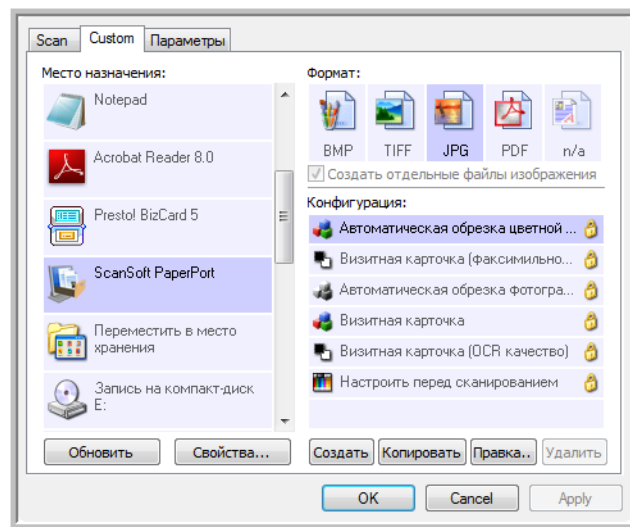 Scan Custom Параметры
Место назначения:
Notepad
Acrobat Reader 8.0
Presto! BizCard 5
ScanSoft PaperPort
Переместить в место
хранения
Запись на компакт-диск
E:
Обновить Свойства...
Формат:
BMP TIFF JPG PDF n/a
Создать отдельные файлы изображения
Конфигурация:
Автоматическая обрезка цветной ...
Визитная карточка (факсимильно...
Автоматическая обрезка фотогра...
Визитная карточка
Визитная карточка (OCR качество)
Настроить перед сканированием
Создать Копировать Правка.. Удалить
OK Cancel Apply